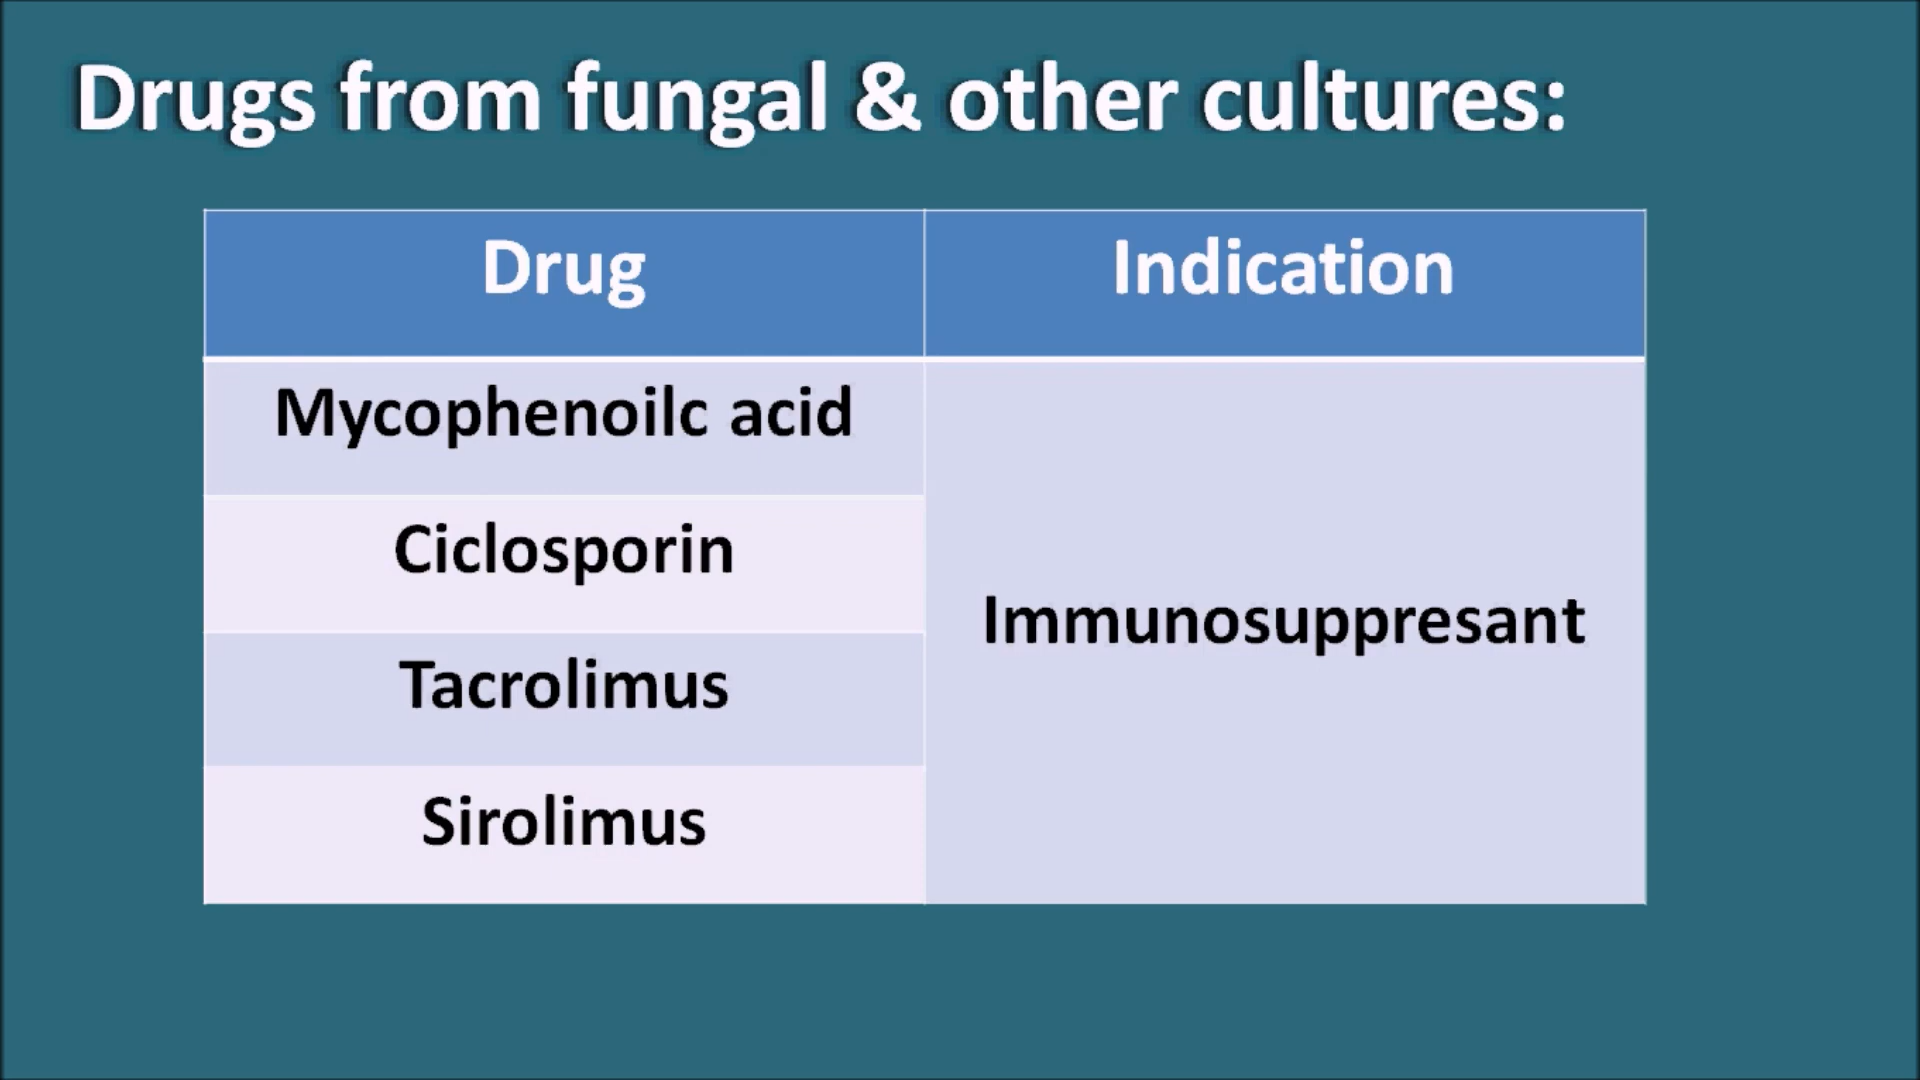 Drugs from fungal & other cultures:
Drug
Indication
Mycophenoilc acid
Ciclosporin
Tacrolimus
Sirolimus
Immunosuppresant